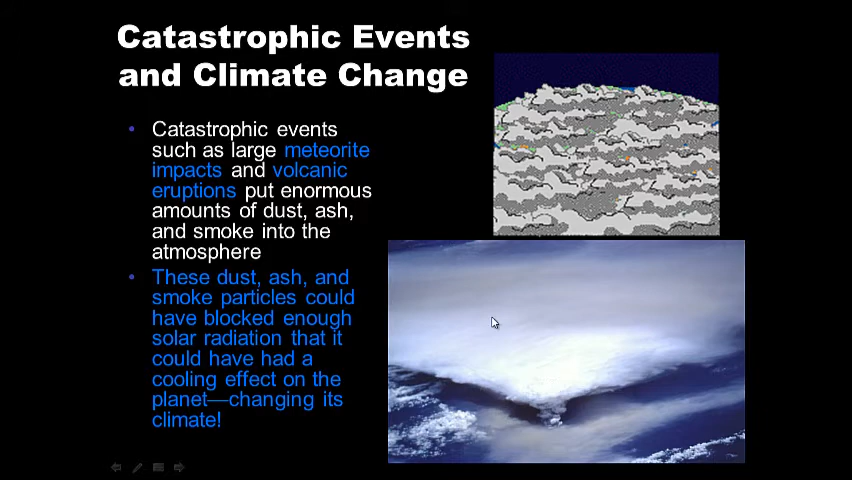 Catastrophic Events
and Climate Change
• Catastrophic events
such as large meteorite
impacts and volcanic
eruptions put enormous
amounts of dust, ash,
and smoke into the
atmosphere
• These dust, ash, and
smoke particles could
have blocked enough
solar radiation that it
could have had a
cooling effect on the
planet—changing its
climate!